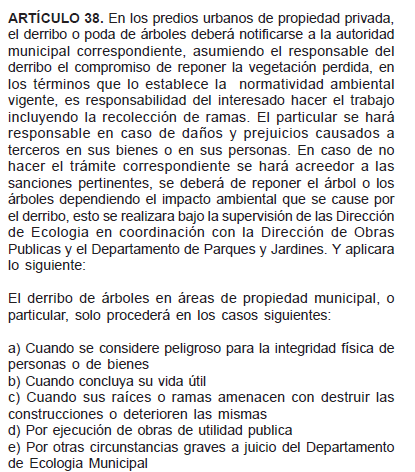 ARTÍCULO 38. En los predios urbanos de propiedad privada,
el derribo o poda de árboles deberá notificarse a la autoridad
municipal correspondiente, asumiendo el responsable del
derribo el compromiso de reponer la vegetación perdida, en
los términos que lo establece la normatividad ambiental
vigente, es responsabilidad del interesado hacer el trabajo
incluyendo la recolección de ramas. El particular se hará
responsable en caso de daños y prejuicios causados a
terceros en sus bienes o en sus personas. En caso de no
hacer el trámite correspondiente se hará acreedor a las
sanciones pertinentes, se deberá de reponer el árbol o los
árboles dependiendo el impacto ambiental que se cause por
el derribo, esto se realizara bajo la supervisión de las Dirección
de Ecologia en coordinación con la Dirección de Obras
Publicas y el Departamento de Parques y Jardines. Y aplicara
lo siguiente:
El derribo de árboles en áreas de propiedad municipal, o
particular, solo procederá en los casos siguientes:
a) Cuando se considere peligroso para la integridad física de
personas o de bienes
b) Cuando concluya su vida útil
c) Cuando sus raíces o ramas amenacen con destruir las
construcciones o deterioren las mismas
d) Por ejecución de obras de utilidad publica
e) Por otras circunstancias graves a juicio del Departamento
de Ecologia Municipal